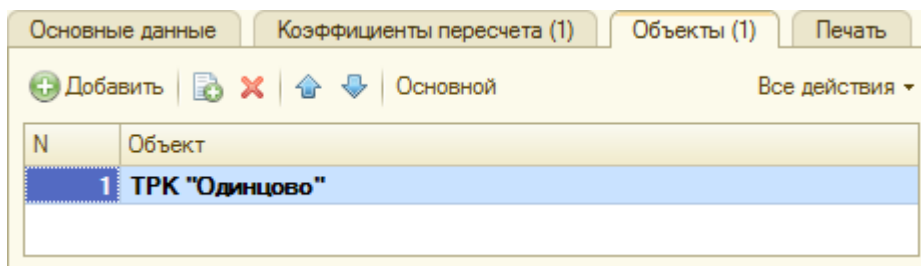 Основные данные Коэффициенты пересчета (1) Объекты (1) Печать
Добавить Основной Все действия
N Объект
1 ТРК "Одинцово"